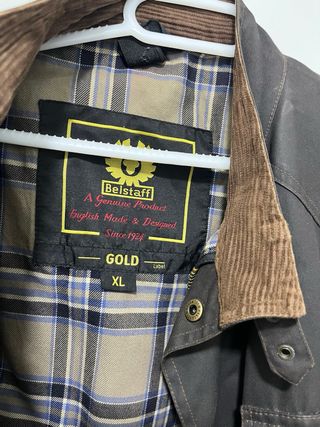 Belstaff
A Genuine Product
English Made & Designed
Since 1924
GOLD
XL